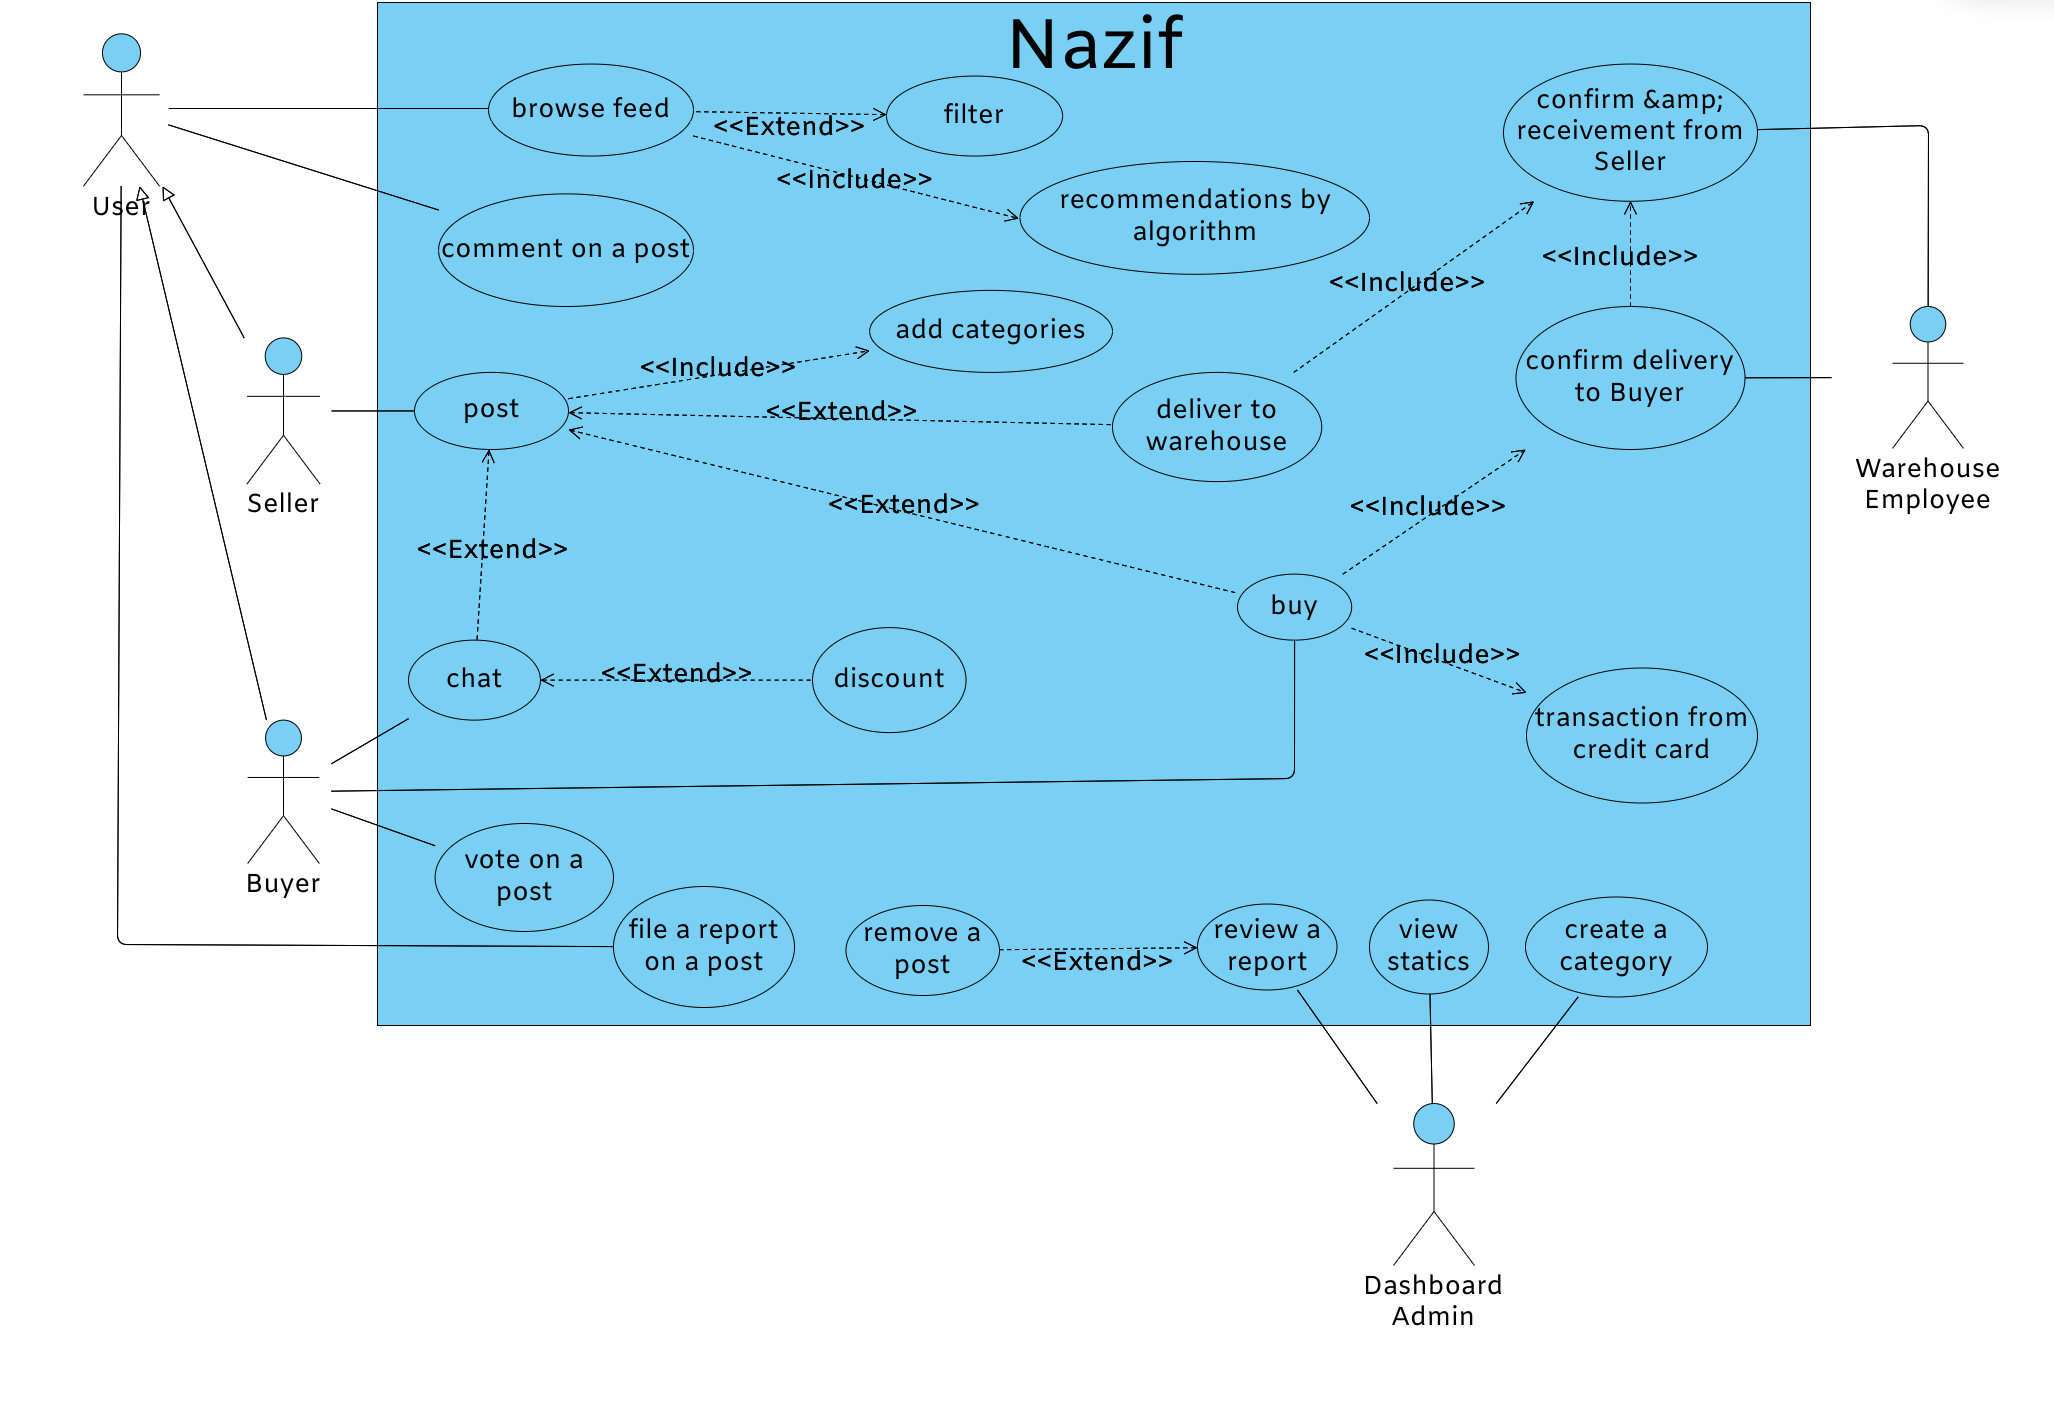 Nazif
browse feed
filter
<<Extend>>
<<Include>>
recommendations by
algorithm
confirm &amp;
receivement from
Seller
User
comment on a post
<<Include>>
<<Include>>
add categories
<<Include>>
post
<<Extend>>
deliver to
warehouse
confirm delivery
to Buyer
Warehouse
Employee
Seller
<<Extend>>
<<Include>>
<<Extend>>
buy
<<Include>>
chat
<<Extend>>
discount
transaction from
credit card
Buyer
vote on a
post
file a report
on a post
remove a
post
<<Extend>>
review a
report
view
statics
create a
category
Dashboard
Admin